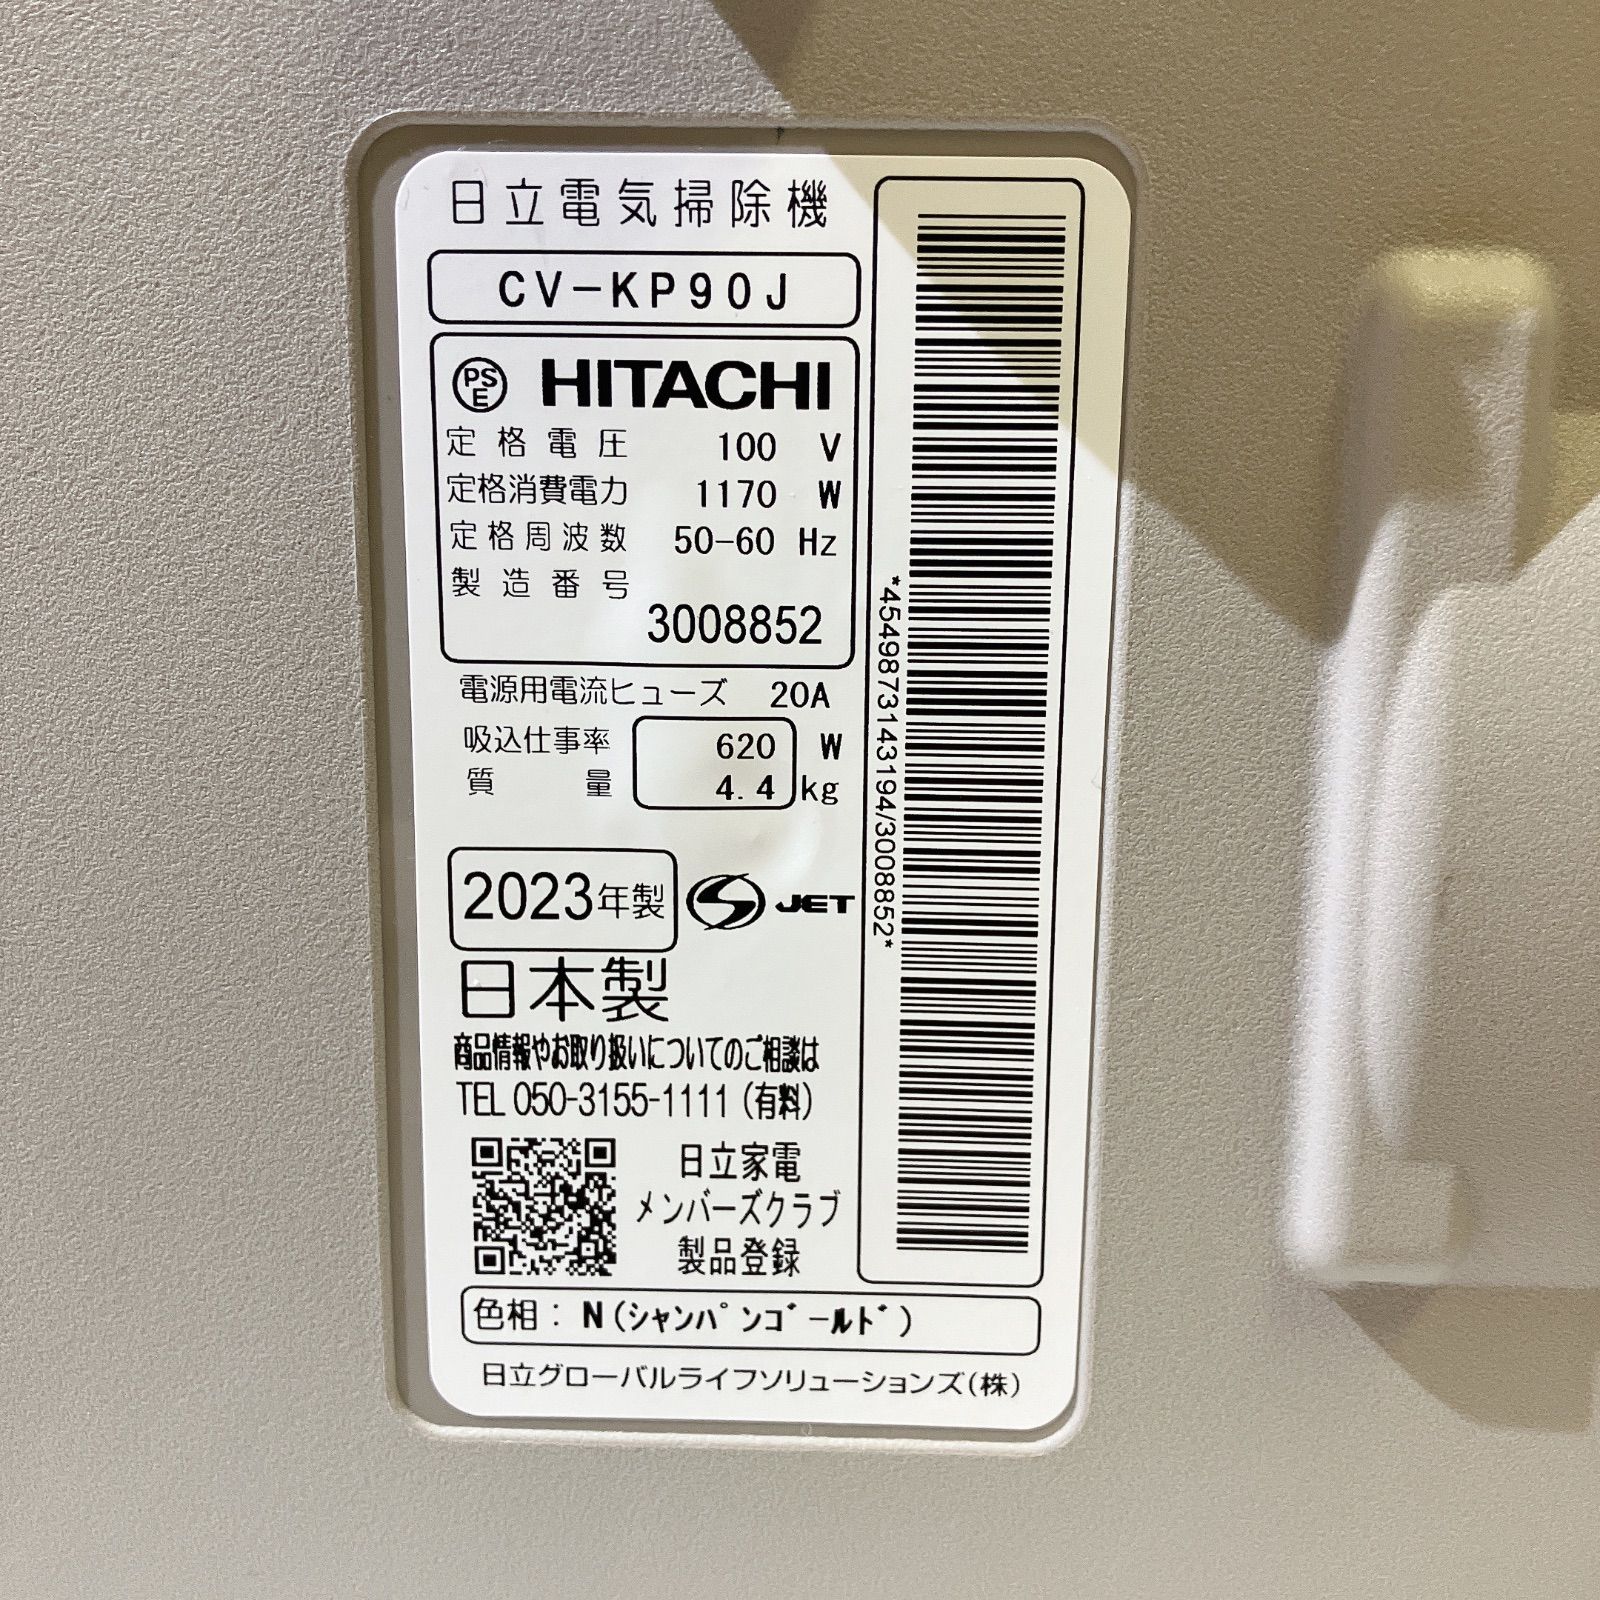 日立電気掃除機
CV-KP90J
PSE HITACHI
定格電圧 100 V
定格消費電力 1170 W
定格周波数 50-60 Hz
製造番号
3008852
電源用電流ヒューズ 20A
吸込仕事率 620 W
質量 4.4 kg
2023年製 S JET
日本製
商品情報やお取り扱いについてのご相談は
TEL 050-3155-1111 (有料)
日立家電
メンバーズクラブ
製品登録
色相: N(シャンパンゴールド)
日立グローバルライフソリューションズ(株)
*4549873143194/3008852*